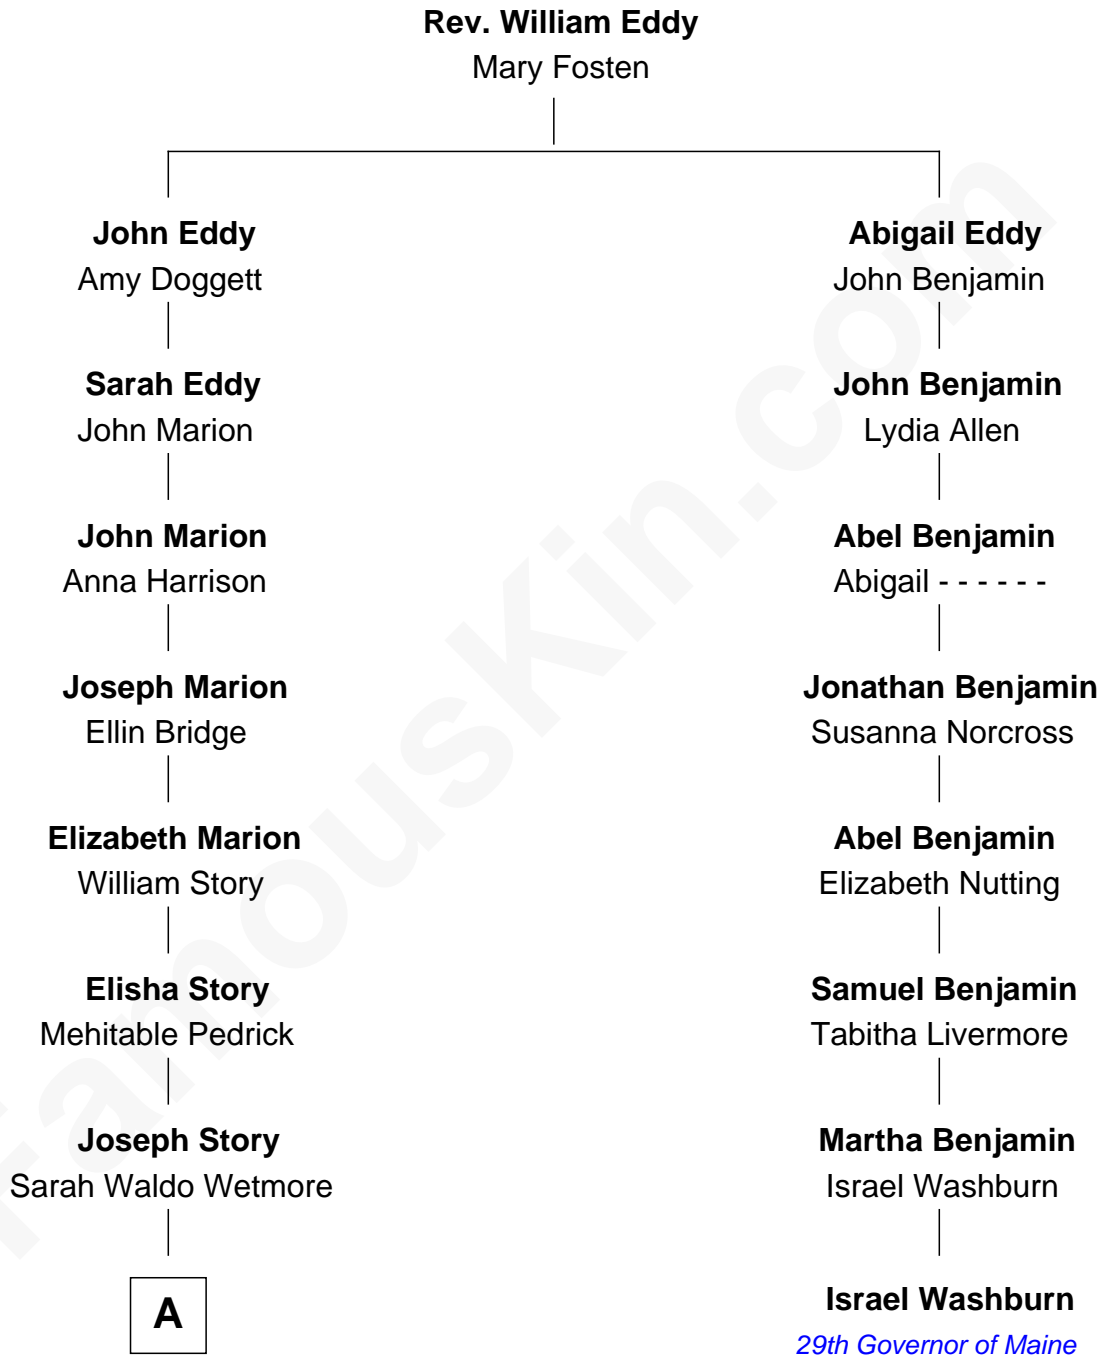 Rev. William Eddy
Mary Fosten
John Eddy
Amy Doggett
Abigail Eddy
John Benjamin
Sarah Eddy
John Marion
John Benjamin
Lydia Allen
John Marion
Anna Harrison
Abel Benjamin
Abigail - - - - - -
Joseph Marion
Ellin Bridge
Jonathan Benjamin
Susanna Norcross
Elizabeth Marion
William Story
Abel Benjamin
Elizabeth Nutting
Elisha Story
Mehitable Pedrick
Samuel Benjamin
Tabitha Livermore
Joseph Story
Sarah Waldo Wetmore
Martha Benjamin
Israel Washburn
A
Israel Washburn
29th Governor of Maine
FamousKin.com